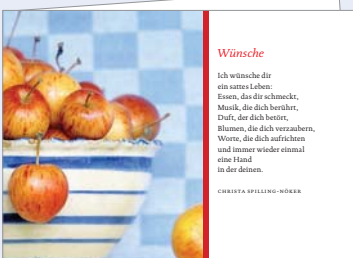 Wünsche
Ich wünsche dir
ein sattes Leben:
Essen, das dir schmeckt,
Musik, die dich berührt,
Duft, der dich betört,
Blumen, die dich verzaubern,
Worte, die dich aufrichten
und immer wieder einmal
eine Hand
in der deinen.
CHRISTA SPILLING-NÖKER